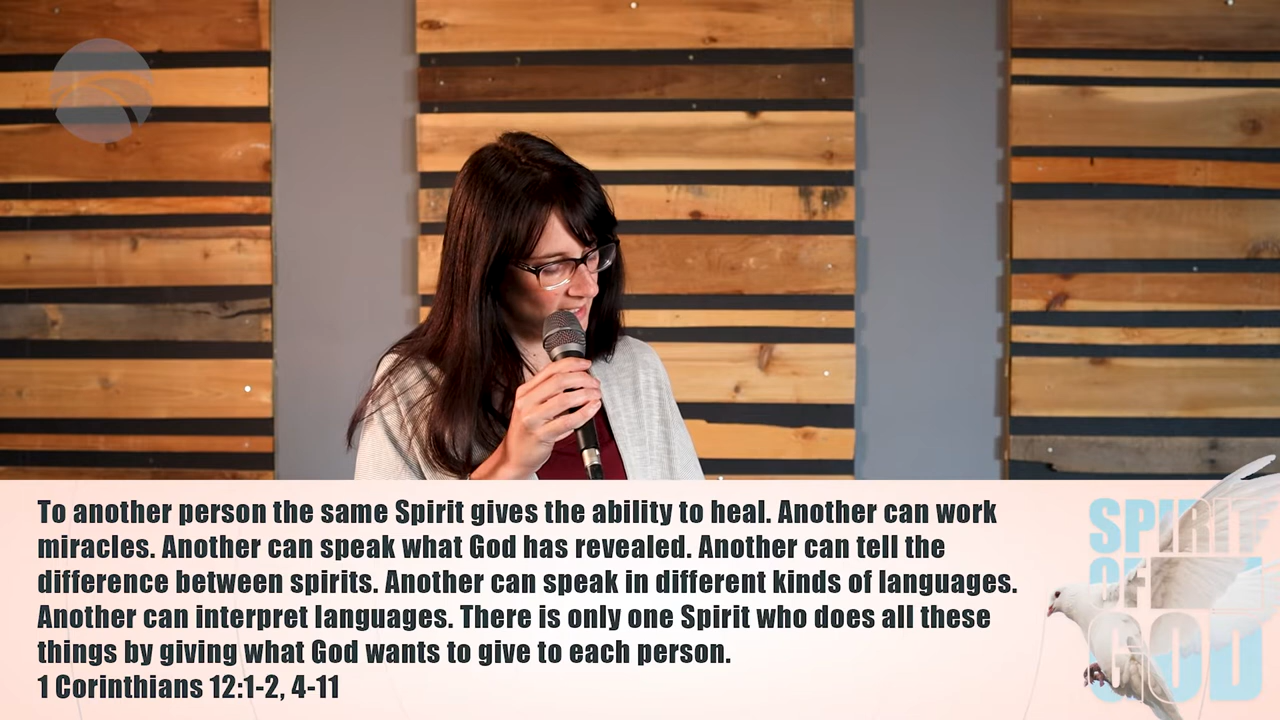 To another person the same Spirit gives the ability to heal. Another can work
miracles. Another can speak what God has revealed. Another can tell the
difference between spirits. Another can speak in different kinds of languages.
Another can interpret languages. There is only one Spirit who does all these
things by giving what God wants to give to each person.
1 Corinthians 12:1-2, 4-11
SPIRIT
OF
GOD